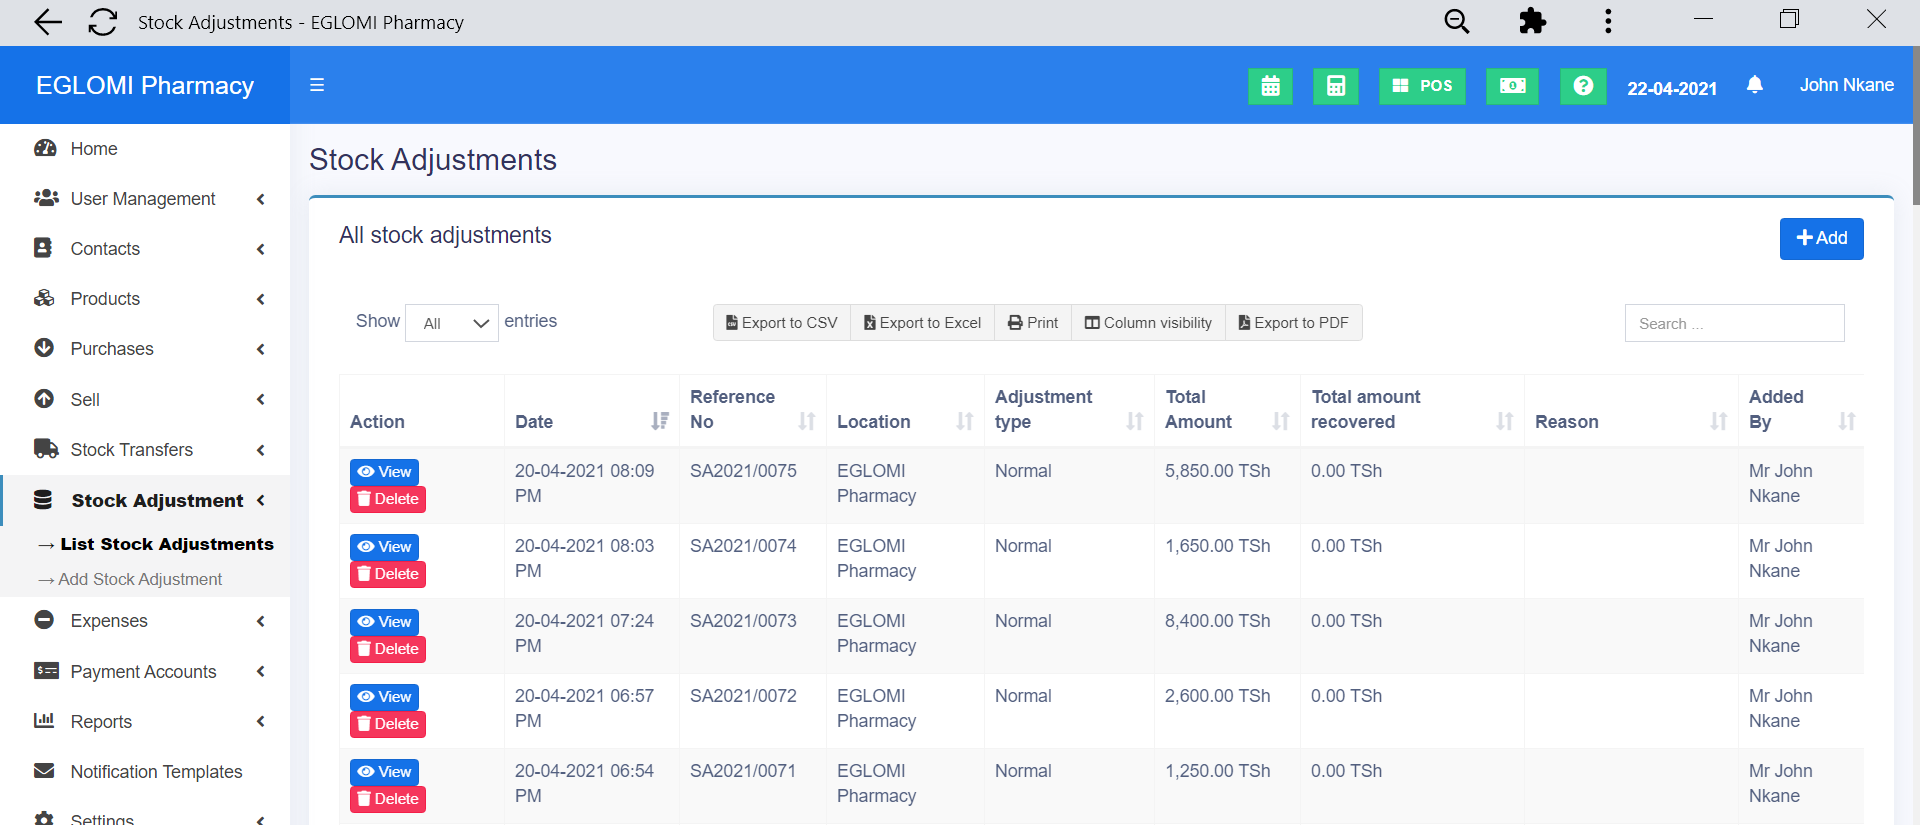 Stock Adjustments - EGLOMI Pharmacy
EGLOMI Pharmacy
POS
22-04-2021
John Nkane
Home
User Management
Contacts
Products
Purchases
Sell
Stock Transfers
Stock Adjustment
→ List Stock Adjustments
→ Add Stock Adjustment
Expenses
Payment Accounts
Reports
Notification Templates
Settings
Stock Adjustments
All stock adjustments
Add
Show All entries
Export to CSV Export to Excel Print Column visibility Export to PDF
Search ...
Action
Date
Reference No
Location
Adjustment type
Total Amount
Total amount recovered
Reason
Added By
View Delete 20-04-2021 08:09 PM SA2021/0075 EGLOMI Pharmacy Normal 5,850.00 TSh 0.00 TSh Mr John Nkane
View Delete 20-04-2021 08:03 PM SA2021/0074 EGLOMI Pharmacy Normal 1,650.00 TSh 0.00 TSh Mr John Nkane
View Delete 20-04-2021 07:24 PM SA2021/0073 EGLOMI Pharmacy Normal 8,400.00 TSh 0.00 TSh Mr John Nkane
View Delete 20-04-2021 06:57 PM SA2021/0072 EGLOMI Pharmacy Normal 2,600.00 TSh 0.00 TSh Mr John Nkane
View Delete 20-04-2021 06:54 PM SA2021/0071 EGLOMI Pharmacy Normal 1,250.00 TSh 0.00 TSh Mr John Nkane